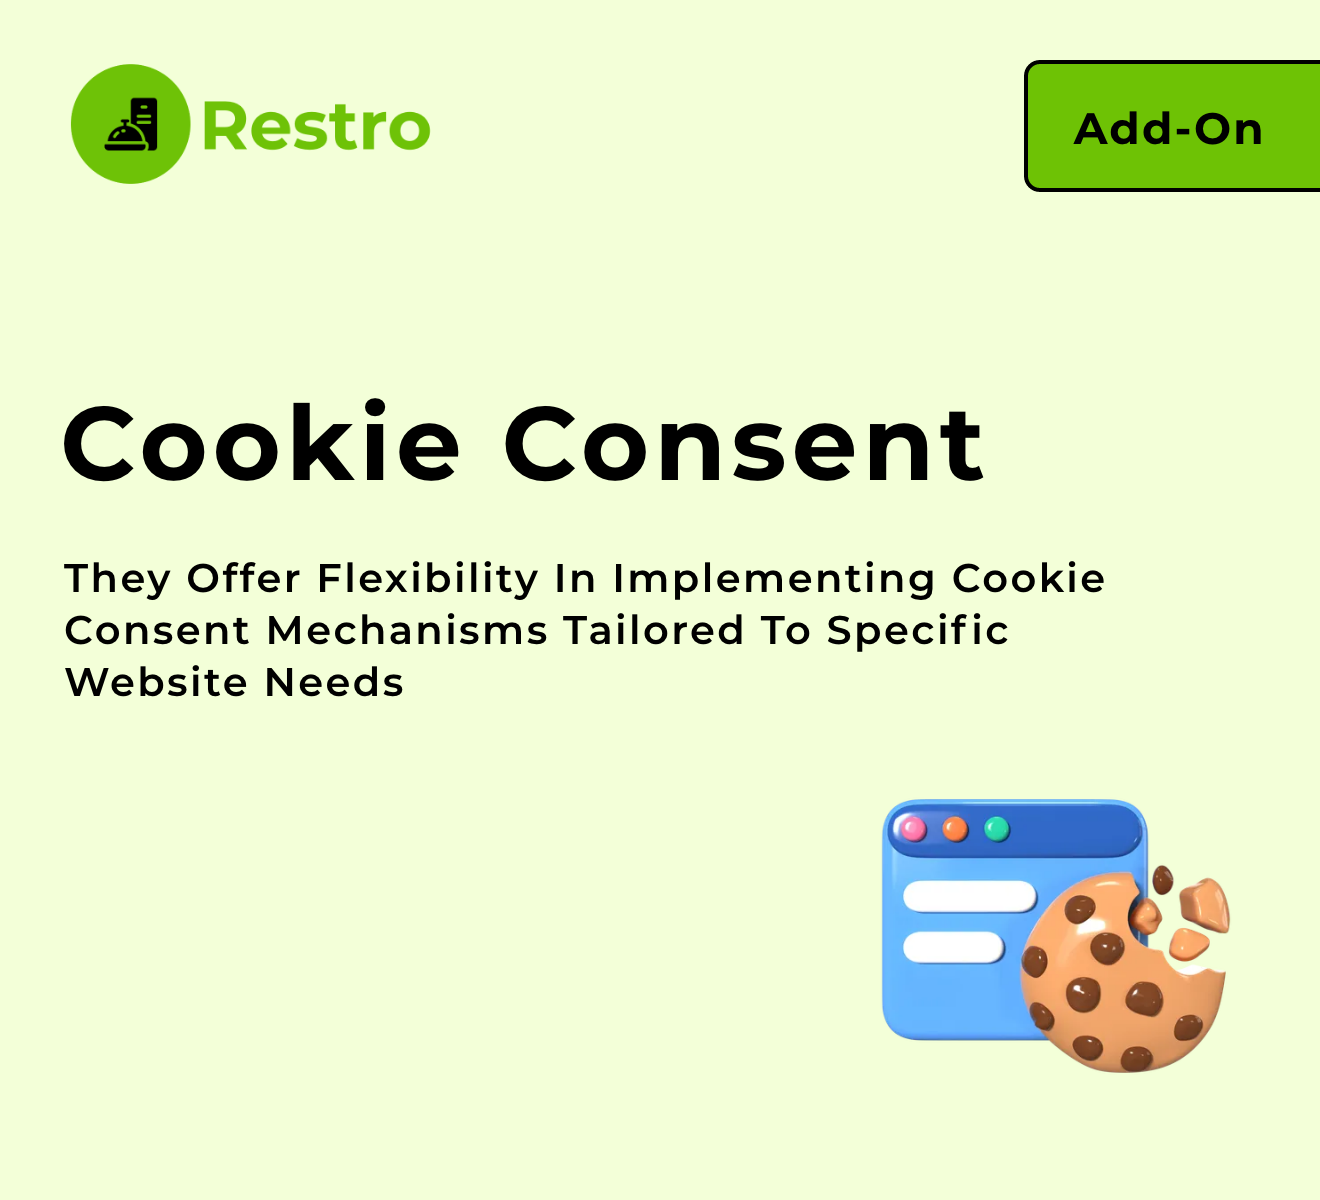 Restro
Add-On
Cookie Consent
They Offer Flexibility In Implementing Cookie
Consent Mechanisms Tailored To Specific
Website Needs